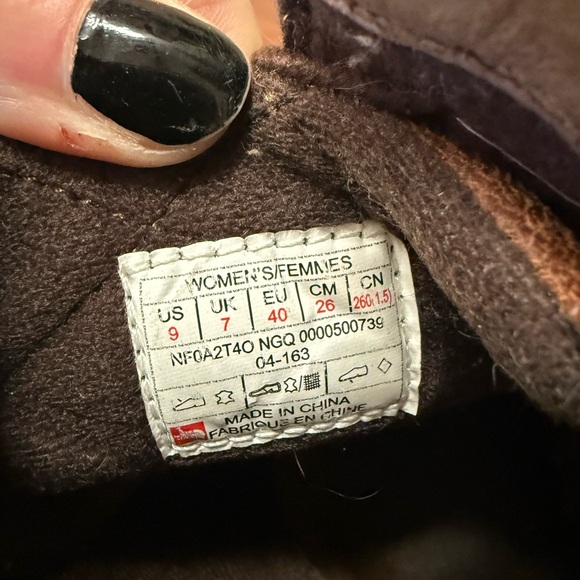 WOMEN'S/FEMMES
US UK EU CM CN
9 7 40 26 260(1.5)
NF0A2T4O NGQ 0000500739
04-163
MADE IN CHINA
FABRIQUE EN CHINE